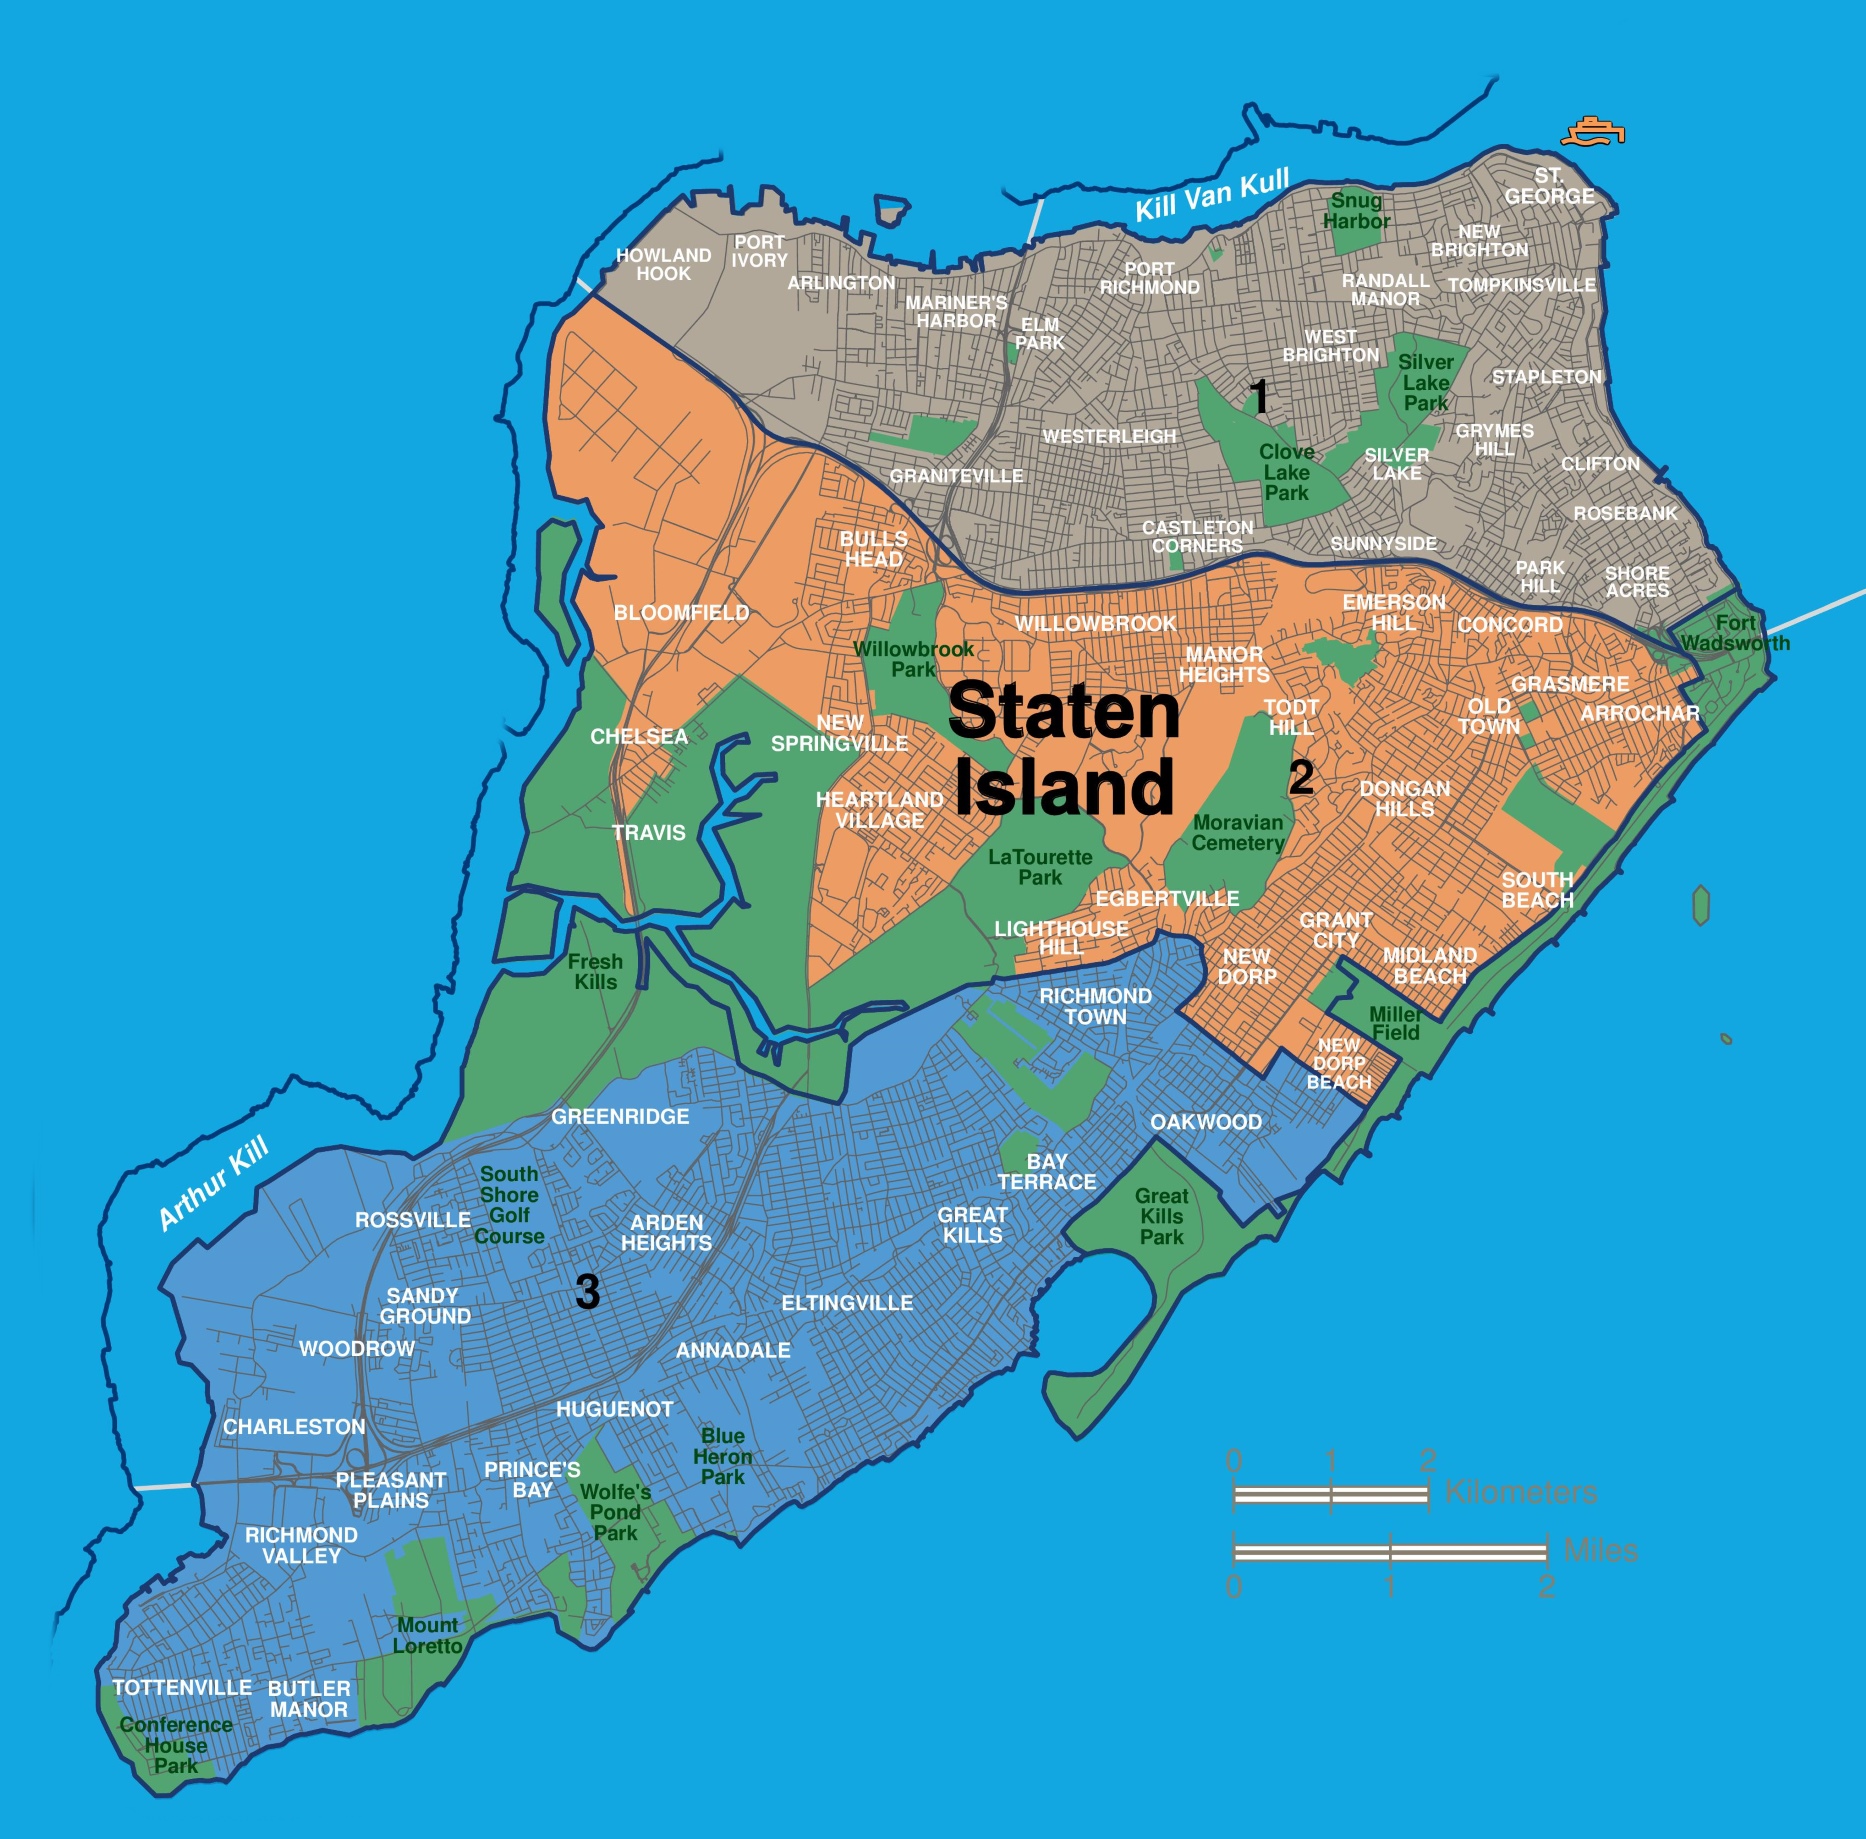 Kill Van Kull
ST.
GEORGE
Snug
Harbor
NEW
BRIGHTON
HOWLAND
HOOK
PORT
IVORY
ARLINGTON
PORT
RICHMOND
RANDALL
MANOR
TOMPKINSVILLE
MARINER'S
HARBOR
ELM
PARK
WEST
BRIGHTON
Silver
Lake
Park
STAPLETON
1
WESTERLEIGH
GRYMES
HILL
Clove
Lake
Park
SILVER
LAKE
CLIFTON
GRANITEVILLE
ROSEBANK
CASTLETON
CORNERS
SUNNYSIDE
BULLS
HEAD
PARK
HILL
SHORE
ACRES
BLOOMFIELD
WILLOWBROOK
EMERSON
HILL
CONCORD
Fort
Wadsworth
Willowbrook
Park
MANOR
HEIGHTS
GRASMERE
Staten
Island
TODT
HILL
OLD
TOWN
ARROCHAR
CHELSEA
NEW
SPRINGVILLE
2
DONGAN
HILLS
HEARTLAND
VILLAGE
TRAVIS
Moravian
Cemetery
LaTourette
Park
SOUTH
BEACH
EGBERTVILLE
LIGHTHOUSE
HILL
GRANT
CITY
NEW
DORP
MIDLAND
BEACH
Fresh
Kills
RICHMOND
TOWN
Miller
Field
NEW
DORP
BEACH
GREENRIDGE
OAKWOOD
Arthur Kill
BAY
TERRACE
South
Shore
Golf
Course
Great
Kills
Park
ROSSVILLE
ARDEN
HEIGHTS
GREAT
KILLS
3
SANDY
GROUND
ELTINGVILLE
WOODROW
ANNADALE
HUGUENOT
CHARLESTON
Blue
Heron
Park
PLEASANT
PLAINS
PRINCE'S
BAY
Wolfe's
Pond
Park
RICHMOND
VALLEY
Mount
Loretto
TOTTENVILLE
BUTLER
MANOR
Conference
House
Park
0 1 2
Kilometers
Miles
0 1 2